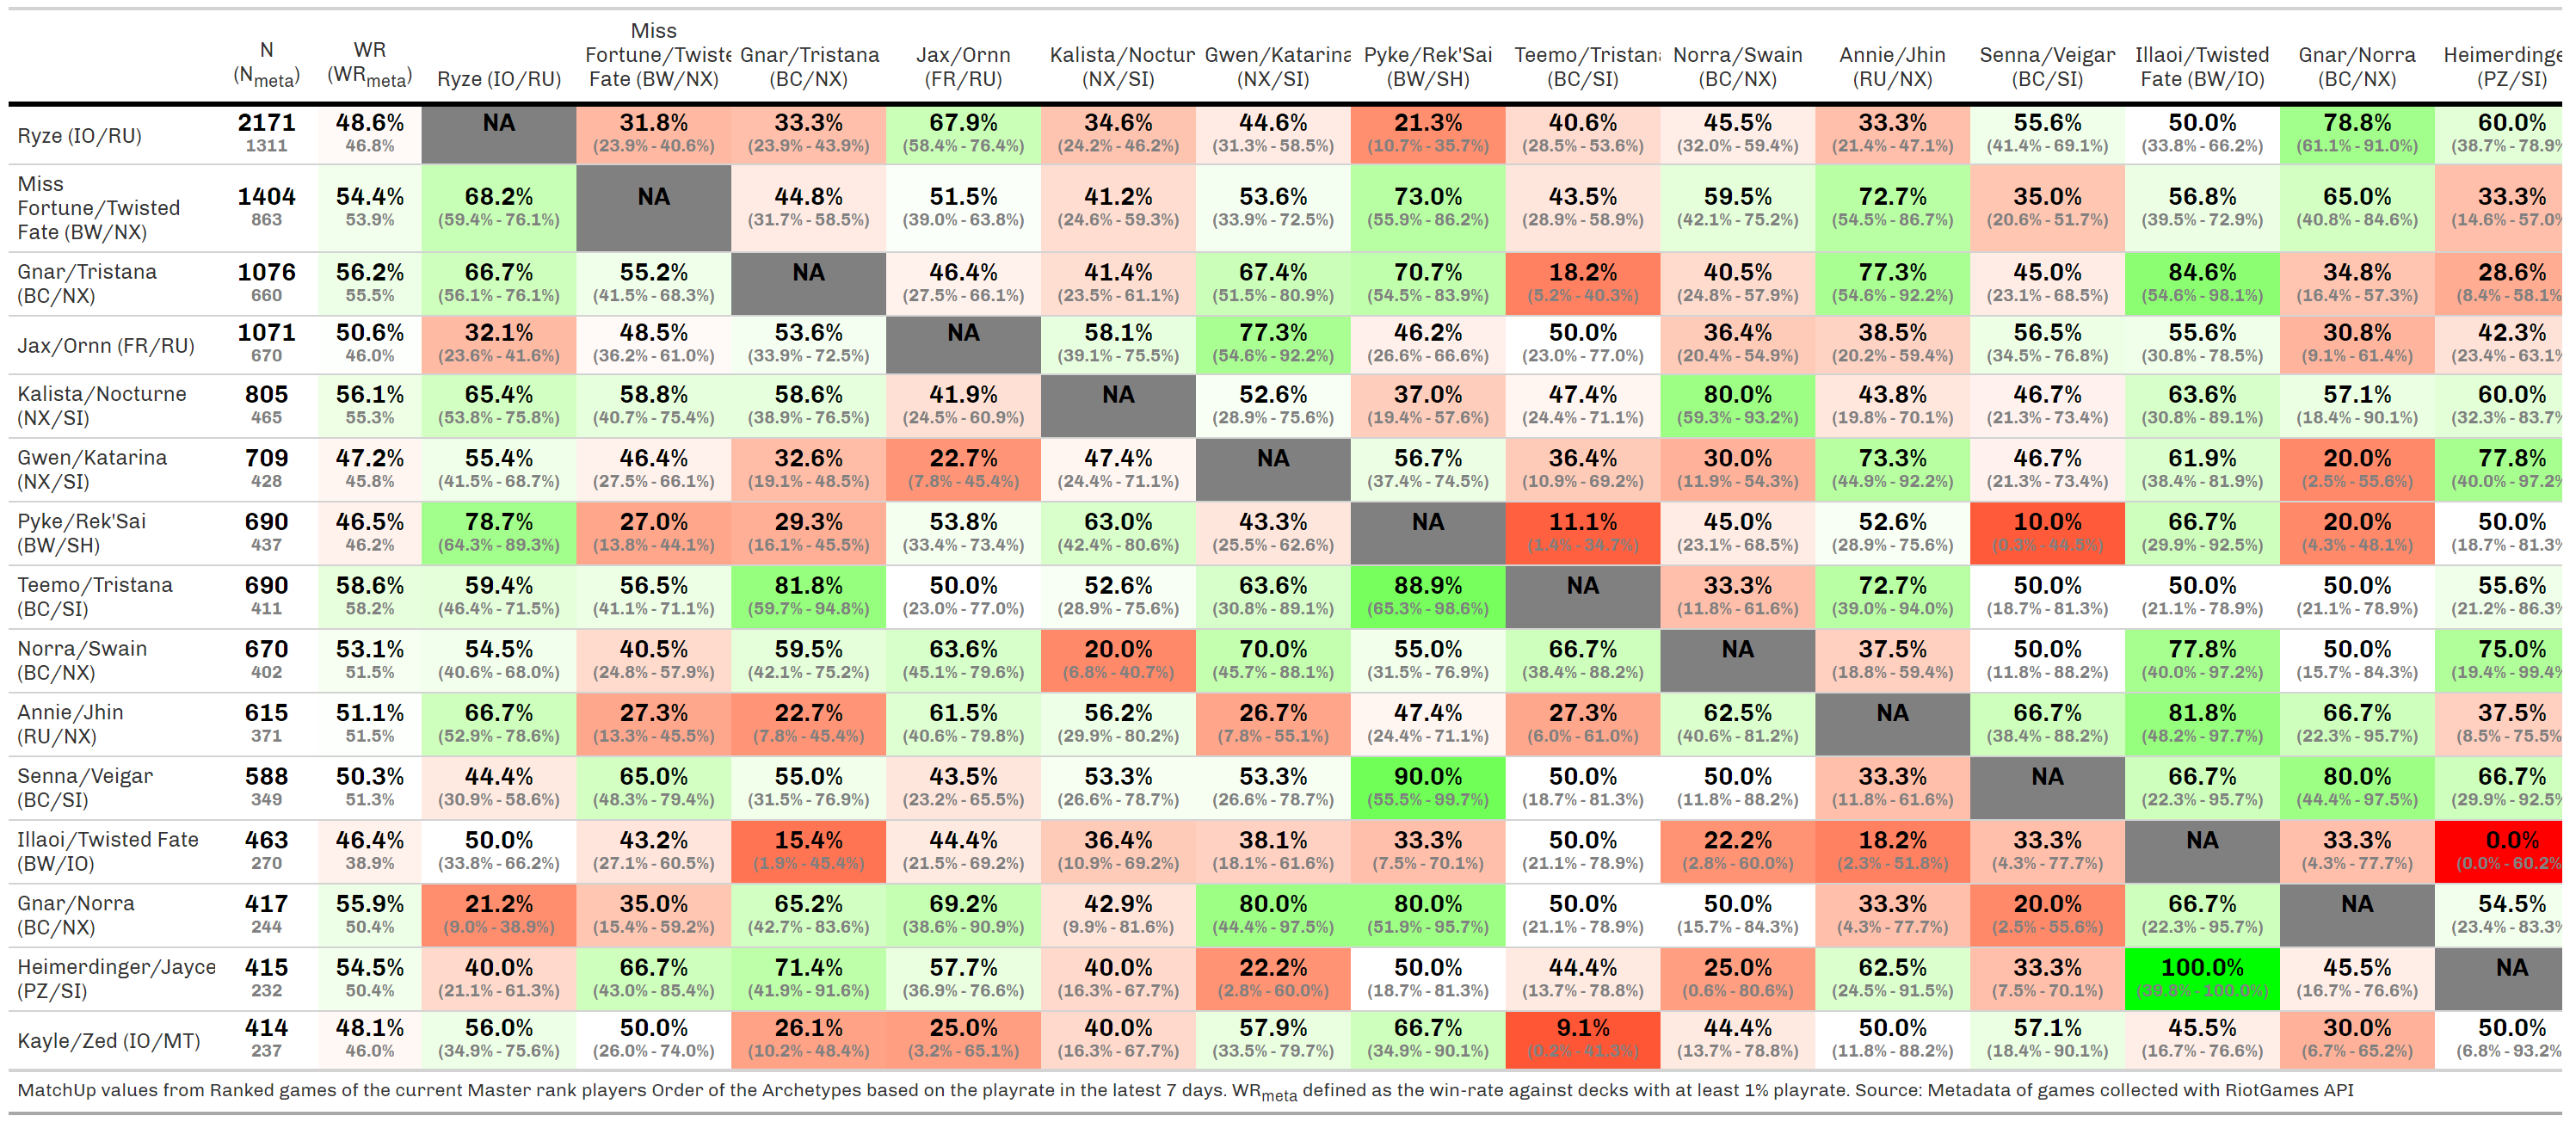 N (Nmeta) WR (WRmeta) Ryze (IO/RU) Miss Fortune/Twiste Fate (BW/NX) Gnar/Tristana (BC/NX) Jax/Ornn (FR/RU) Kalista/Noctur (NX/SI) Gwen/Katarina (NX/SI) Pyke/Rek'Sai (BW/SH) Teemo/Tristan (BC/SI) Norra/Swain (BC/NX) Annie/Jhin (RU/NX) Senna/Veigar (BC/SI) Illaoi/Twisted Fate (BW/IO) Gnar/Norra (BC/NX) Heimerdinge (PZ/SI)
Ryze (IO/RU) 2171 48.6% NA 31.8% 33.3% 67.9% 34.6% 44.6% 21.3% 40.6% 45.5% 33.3% 55.6% 50.0% 78.8% 60.0%
1311 46.8% (23.9% - 40.6%) (23.9% - 43.9%) (58.4% - 76.4%) (24.2% - 46.2%) (31.3% - 58.5%) (10.7% - 35.7%) (28.5% - 53.6%) (32.0% - 59.4%) (21.4% - 47.1%) (41.4% - 69.1%) (33.8% - 66.2%) (61.1% - 91.0%) (38.7% - 78.9%
Miss Fortune/Twisted Fate (BW/NX) 1404 54.4% 68.2% NA 44.8% 51.5% 41.2% 53.6% 73.0% 43.5% 59.5% 72.7% 35.0% 56.8% 65.0% 33.3%
863 53.9% (59.4% - 76.1%) (31.7% - 58.5%) (39.0% - 63.8%) (24.6% - 59.3%) (33.9% - 72.5%) (55.9% - 86.2%) (28.9% - 58.9%) (42.1% - 75.2%) (54.5% - 86.7%) (20.6% - 51.7%) (39.5% - 72.9%) (40.8% - 84.6%) (14.6% - 57.0%
Gnar/Tristana (BC/NX) 1076 56.2% 66.7% 55.2% NA 46.4% 41.4% 67.4% 70.7% 18.2% 40.5% 77.3% 45.0% 84.6% 34.8% 28.6%
660 55.5% (56.1% - 76.1%) (41.5% - 68.3%) (27.5% - 66.1%) (23.5% - 61.1%) (51.5% - 80.9%) (54.5% - 83.9%) (5.2% - 40.3%) (24.8% - 57.9%) (54.6% - 92.2%) (23.1% - 68.5%) (54.6% - 98.1%) (16.4% - 57.3%) (8.4% - 58.1%
Jax/Ornn (FR/RU) 1071 50.6% 32.1% 48.5% 53.6% NA 58.1% 77.3% 46.2% 50.0% 36.4% 38.5% 56.5% 55.6% 30.8% 42.3%
670 46.0% (23.6% - 41.6%) (36.2% - 61.0%) (33.9% - 72.5%) (39.1% - 75.5%) (54.6% - 92.2%) (26.6% - 66.6%) (23.0% - 77.0%) (20.4% - 54.9%) (20.2% - 59.4%) (34.5% - 76.8%) (30.8% - 78.5%) (9.1% - 61.4%) (23.4% - 63.1%
Kalista/Nocturne (NX/SI) 805 56.1% 65.4% 58.8% 58.6% 41.9% NA 52.6% 37.0% 47.4% 80.0% 43.8% 46.7% 63.6% 57.1% 60.0%
465 55.3% (53.8% - 75.8%) (40.7% - 75.4%) (38.9% - 76.5%) (24.5% - 60.9%) (28.9% - 75.6%) (19.4% - 57.6%) (24.4% - 71.1%) (59.3% - 93.2%) (19.8% - 70.1%) (21.3% - 73.4%) (30.8% - 89.1%) (18.4% - 90.1%) (32.3% - 83.7%
Gwen/Katarina (NX/SI) 709 47.2% 55.4% 46.4% 32.6% 22.7% 47.4% NA 56.7% 36.4% 30.0% 73.3% 46.7% 61.9% 20.0% 77.8%
428 45.8% (41.5% - 68.7%) (27.5% - 66.1%) (19.1% - 48.5%) (7.8% - 45.4%) (24.4% - 71.1%) (37.4% - 74.5%) (10.9% - 69.2%) (11.9% - 54.3%) (44.9% - 92.2%) (21.3% - 73.4%) (38.4% - 81.9%) (2.5% - 55.6%) (40.0% - 97.2%
Pyke/Rek'Sai (BW/SH) 690 46.5% 78.7% 27.0% 29.3% 53.8% 63.0% 43.3% NA 11.1% 45.0% 52.6% 10.0% 66.7% 20.0% 50.0%
437 46.2% (64.3% - 89.3%) (13.8% - 44.1%) (16.1% - 45.5%) (33.4% - 73.4%) (42.4% - 80.6%) (25.5% - 62.6%) (1.4% - 34.7%) (23.1% - 68.5%) (28.9% - 75.6%) (0.3% - 44.5%) (29.9% - 92.5%) (4.3% - 48.1%) (18.7% - 81.3%
Teemo/Tristana (BC/SI) 690 58.6% 59.4% 56.5% 81.8% 50.0% 52.6% 63.6% 88.9% NA 33.3% 72.7% 50.0% 50.0% 50.0% 55.6%
411 58.2% (46.4% - 71.5%) (41.1% - 71.1%) (59.7% - 94.8%) (23.0% - 77.0%) (28.9% - 75.6%) (30.8% - 89.1%) (65.3% - 98.6%) (11.8% - 61.6%) (39.0% - 94.0%) (18.7% - 81.3%) (21.1% - 78.9%) (21.1% - 78.9%) (21.2% - 86.3%
Norra/Swain (BC/NX) 670 53.1% 54.5% 40.5% 59.5% 63.6% 20.0% 70.0% 55.0% 66.7% NA 37.5% 50.0% 77.8% 50.0% 75.0%
402 51.5% (40.6% - 68.0%) (24.8% - 57.9%) (42.1% - 75.2%) (45.1% - 79.6%) (6.8% - 40.7%) (45.7% - 88.1%) (31.5% - 76.9%) (38.4% - 88.2%) (18.8% - 59.4%) (11.8% - 88.2%) (40.0% - 97.2%) (15.7% - 84.3%) (19.4% - 99.4%
Annie/Jhin (RU/NX) 615 51.1% 66.7% 27.3% 22.7% 61.5% 56.2% 26.7% 47.4% 27.3% 62.5% NA 66.7% 81.8% 66.7% 37.5%
371 51.5% (52.9% - 78.6%) (13.3% - 45.5%) (7.8% - 45.4%) (40.6% - 79.8%) (29.9% - 80.2%) (7.8% - 55.1%) (24.4% - 71.1%) (6.0% - 61.0%) (40.6% - 81.2%) (38.4% - 88.2%) (48.2% - 97.7%) (22.3% - 95.7%) (8.5% - 75.5%
Senna/Veigar (BC/SI) 588 50.3% 44.4% 65.0% 55.0% 43.5% 53.3% 53.3% 90.0% 50.0% 50.0% 33.3% NA 66.7% 80.0% 66.7%
349 51.3% (30.9% - 58.6%) (48.3% - 79.4%) (31.5% - 76.9%) (23.2% - 65.5%) (26.6% - 78.7%) (26.6% - 78.7%) (55.5% - 99.7%) (18.7% - 81.3%) (11.8% - 88.2%) (11.8% - 61.6%) (22.3% - 95.7%) (44.4% - 97.5%) (29.9% - 92.5%
Illaoi/Twisted Fate (BW/IO) 463 46.4% 50.0% 43.2% 15.4% 44.4% 36.4% 38.1% 33.3% 50.0% 22.2% 18.2% 33.3% NA 33.3% 0.0%
270 38.9% (33.8% - 66.2%) (27.1% - 60.5%) (1.9% - 45.4%) (21.5% - 69.2%) (10.9% - 69.2%) (18.1% - 61.6%) (7.5% - 70.1%) (21.1% - 78.9%) (2.8% - 60.0%) (2.3% - 51.8%) (4.3% - 77.7%) (4.3% - 77.7%) (0.0% - 60.2%
Gnar/Norra (BC/NX) 417 55.9% 21.2% 35.0% 65.2% 69.2% 42.9% 80.0% 80.0% 50.0% 50.0% 33.3% 20.0% 66.7% NA 54.5%
244 50.4% (9.0% - 38.9%) (15.4% - 59.2%) (42.7% - 83.6%) (38.6% - 90.9%) (9.9% - 81.6%) (44.4% - 97.5%) (51.9% - 95.7%) (21.1% - 78.9%) (15.7% - 84.3%) (4.3% - 77.7%) (2.5% - 55.6%) (22.3% - 95.7%) (23.4% - 83.3%
Heimerdinger/Jayce (PZ/SI) 415 54.5% 40.0% 66.7% 71.4% 57.7% 40.0% 22.2% 50.0% 44.4% 25.0% 62.5% 33.3% 100.0% 45.5% NA
232 50.4% (21.1% - 61.3%) (43.0% - 85.4%) (41.9% - 91.6%) (36.9% - 76.6%) (16.3% - 67.7%) (2.8% - 60.0%) (18.7% - 81.3%) (13.7% - 78.8%) (0.6% - 80.6%) (24.5% - 91.5%) (7.5% - 70.1%) (39.8% - 100.0%) (16.7% - 76.6%)
Kayle/Zed (IO/MT) 414 48.1% 56.0% 50.0% 26.1% 25.0% 40.0% 57.9% 66.7% 9.1% 44.4% 50.0% 57.1% 45.5% 30.0% 50.0%
237 46.0% (34.9% - 75.6%) (26.0% - 74.0%) (10.2% - 48.4%) (3.2% - 65.1%) (16.3% - 67.7%) (33.5% - 79.7%) (34.9% - 90.1%) (0.2% - 41.3%) (13.7% - 78.8%) (11.8% - 88.2%) (18.4% - 90.1%) (16.7% - 76.6%) (6.7% - 65.2%) (6.8% - 93.2%
MatchUp values from Ranked games of the current Master rank players Order of the Archetypes based on the playrate in the latest 7 days. WRmeta defined as the win-rate against decks with at least 1% playrate. Source: Metadata of games collected with RiotGames API